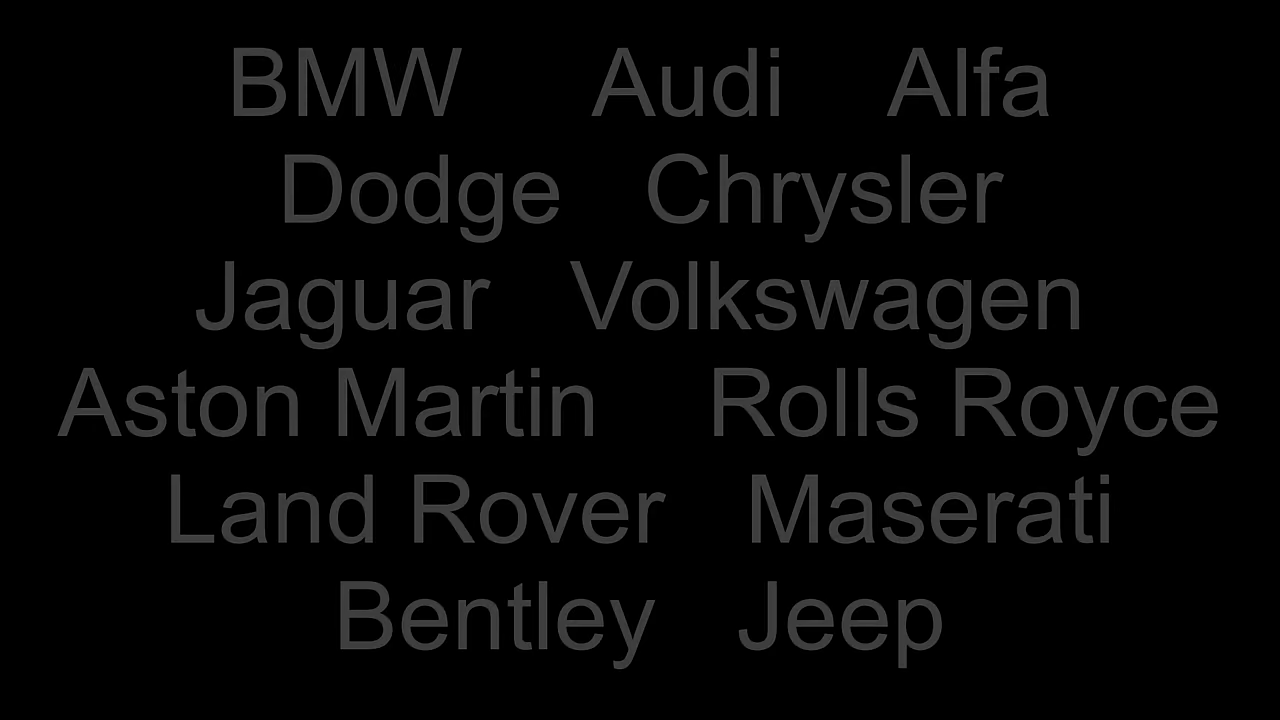 BMW Audi Alfa
Dodge Chrysler
Jaguar Volkswagen
Aston Martin Rolls Royce
Land Rover Maserati
Bentley Jeep